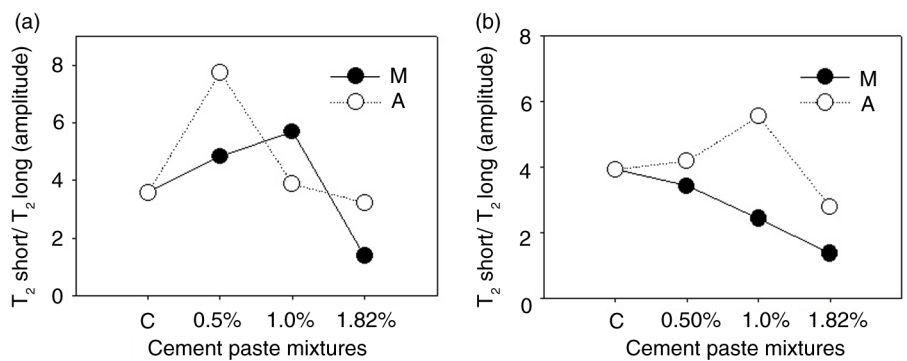 (a)
T2 short/ T2 long (amplitude)
8
6
4
2
0
M
A
C 0.5% 1.0% 1.82%
Cement paste mixtures
(b)
T2 short/ T2 long (amplitude)
8
6
4
2
0
M
A
C 0.50% 1.0% 1.82%
Cement paste mixtures